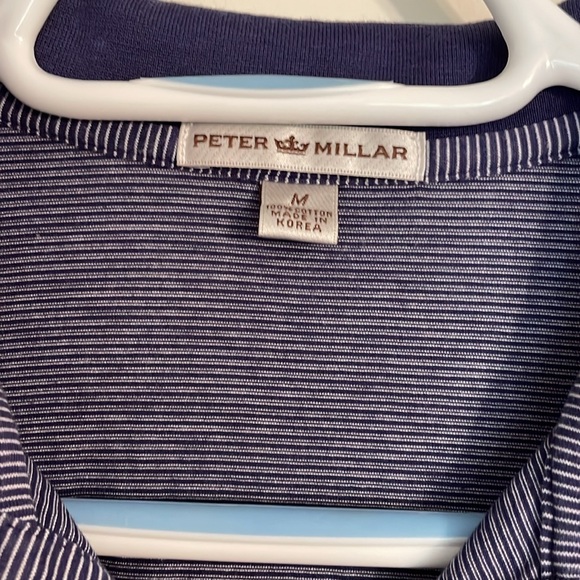 PETER MILLAR
M
100% COTTON
MADE IN
KOREA